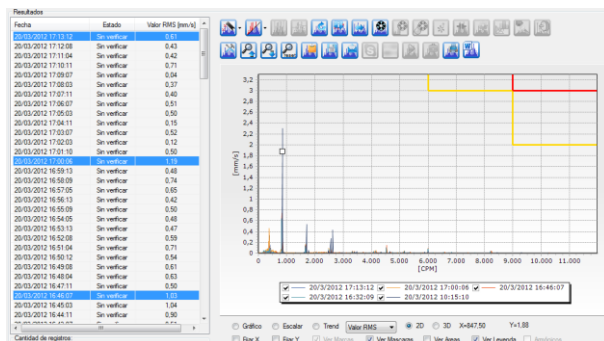 Resultados
Fecha Estado Valor RMS [mm/s]
20/03/2012 17:13:12 Sin verificar 0,61
20/03/2012 17:12:08 Sin verificar 0,43
20/03/2012 17:11:04 Sin verificar 0,42
20/03/2012 17:10:11 Sin verificar 0,71
20/03/2012 17:09:07 Sin verificar 0,04
20/03/2012 17:08:03 Sin verificar 0,37
20/03/2012 17:07:11 Sin verificar 0,40
20/03/2012 17:06:07 Sin verificar 0,51
20/03/2012 17:05:03 Sin verificar 0,50
20/03/2012 17:04:11 Sin verificar 0,15
20/03/2012 17:03:07 Sin verificar 0,52
20/03/2012 17:02:03 Sin verificar 0,12
20/03/2012 17:01:10 Sin verificar 0,50
20/03/2012 17:00:06 Sin verificar 1,19
20/03/2012 16:59:13 Sin verificar 0,48
20/03/2012 16:58:09 Sin verificar 0,74
20/03/2012 16:57:05 Sin verificar 0,65
20/03/2012 16:56:13 Sin verificar 0,42
20/03/2012 16:55:09 Sin verificar 0,50
20/03/2012 16:54:05 Sin verificar 0,48
20/03/2012 16:53:13 Sin verificar 0,47
20/03/2012 16:52:08 Sin verificar 0,59
20/03/2012 16:51:04 Sin verificar 0,71
20/03/2012 16:50:12 Sin verificar 0,54
20/03/2012 16:49:08 Sin verificar 0,61
20/03/2012 16:48:04 Sin verificar 0,63
20/03/2012 16:47:11 Sin verificar 0,50
20/03/2012 16:46:07 Sin verificar 1,03
20/03/2012 16:45:03 Sin verificar 1,04
20/03/2012 16:44:11 Sin verificar 0,90
Cantidad de registros:
3,2
3
2,8
2,6
2,4
2,2
2
1,8
1,6
1,4
1,2
1
0,8
0,6
0,4
0,2
0
[mm/s]
0 1.000 2.000 3.000 4.000 5.000 6.000 7.000 8.000 9.000 10.000 11.000
[CPM]
20/3/2012 17:13:12 20/3/2012 17:00:06 20/3/2012 16:46:07
20/3/2012 16:32:09 20/3/2012 10:15:10
Gráfico Escalar Trend Valor RMS 2D 3D X=847,50 Y=1,88
Fijar X Fijar Y Ver Marcas Ver Mascaras Ver Areas Ver Leyenda Armónicos